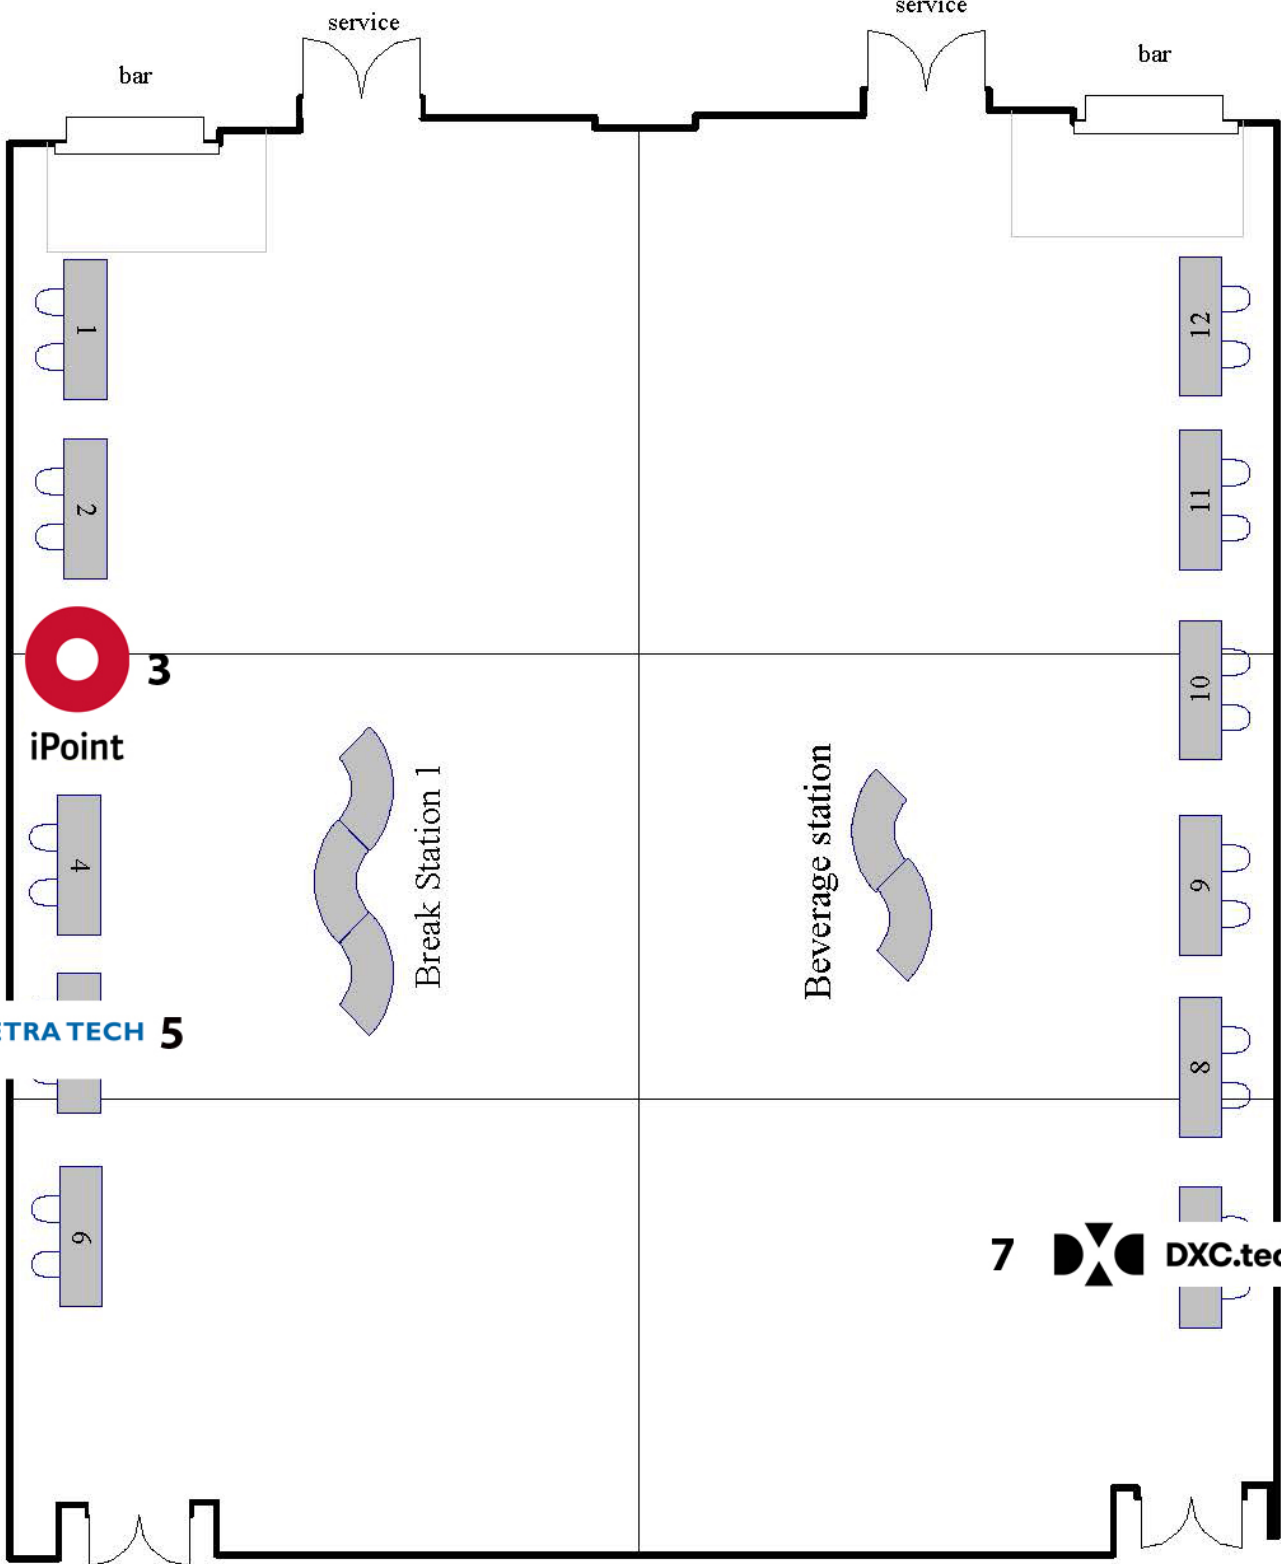 service
service
bar
bar
1
12
2
11
3
10
iPoint
Break Station 1
Beverage station
4
9
ETRA TECH 5
8
6
7 DXC.tec